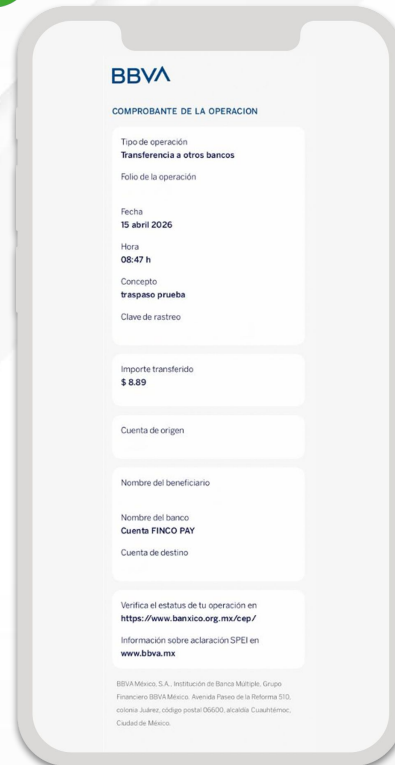 BBVA
COMPROBANTE DE LA OPERACION
Tipo de operación
Transferencia a otros bancos
Folio de la operación
Fecha
15 abril 2026
Hora
08:47 h
Concepto
traspaso prueba
Clave de rastreo
Importe transferido
$ 8.89
Cuenta de origen
Nombre del beneficiario
Nombre del banco
Cuenta FINCO PAY
Cuenta de destino
Verifica el estatus de tu operación en
https://www.banxico.org.mx/cep/
Información sobre aclaración SPEI en
www.bbva.mx
BBVA México, S.A., Institución de Banca Múltiple, Grupo
Financiero BBVA México. Avenida Paseo de la Reforma 510,
colonia Juárez, código postal 06600, alcaldía Cuauhtémoc,
Ciudad de México.